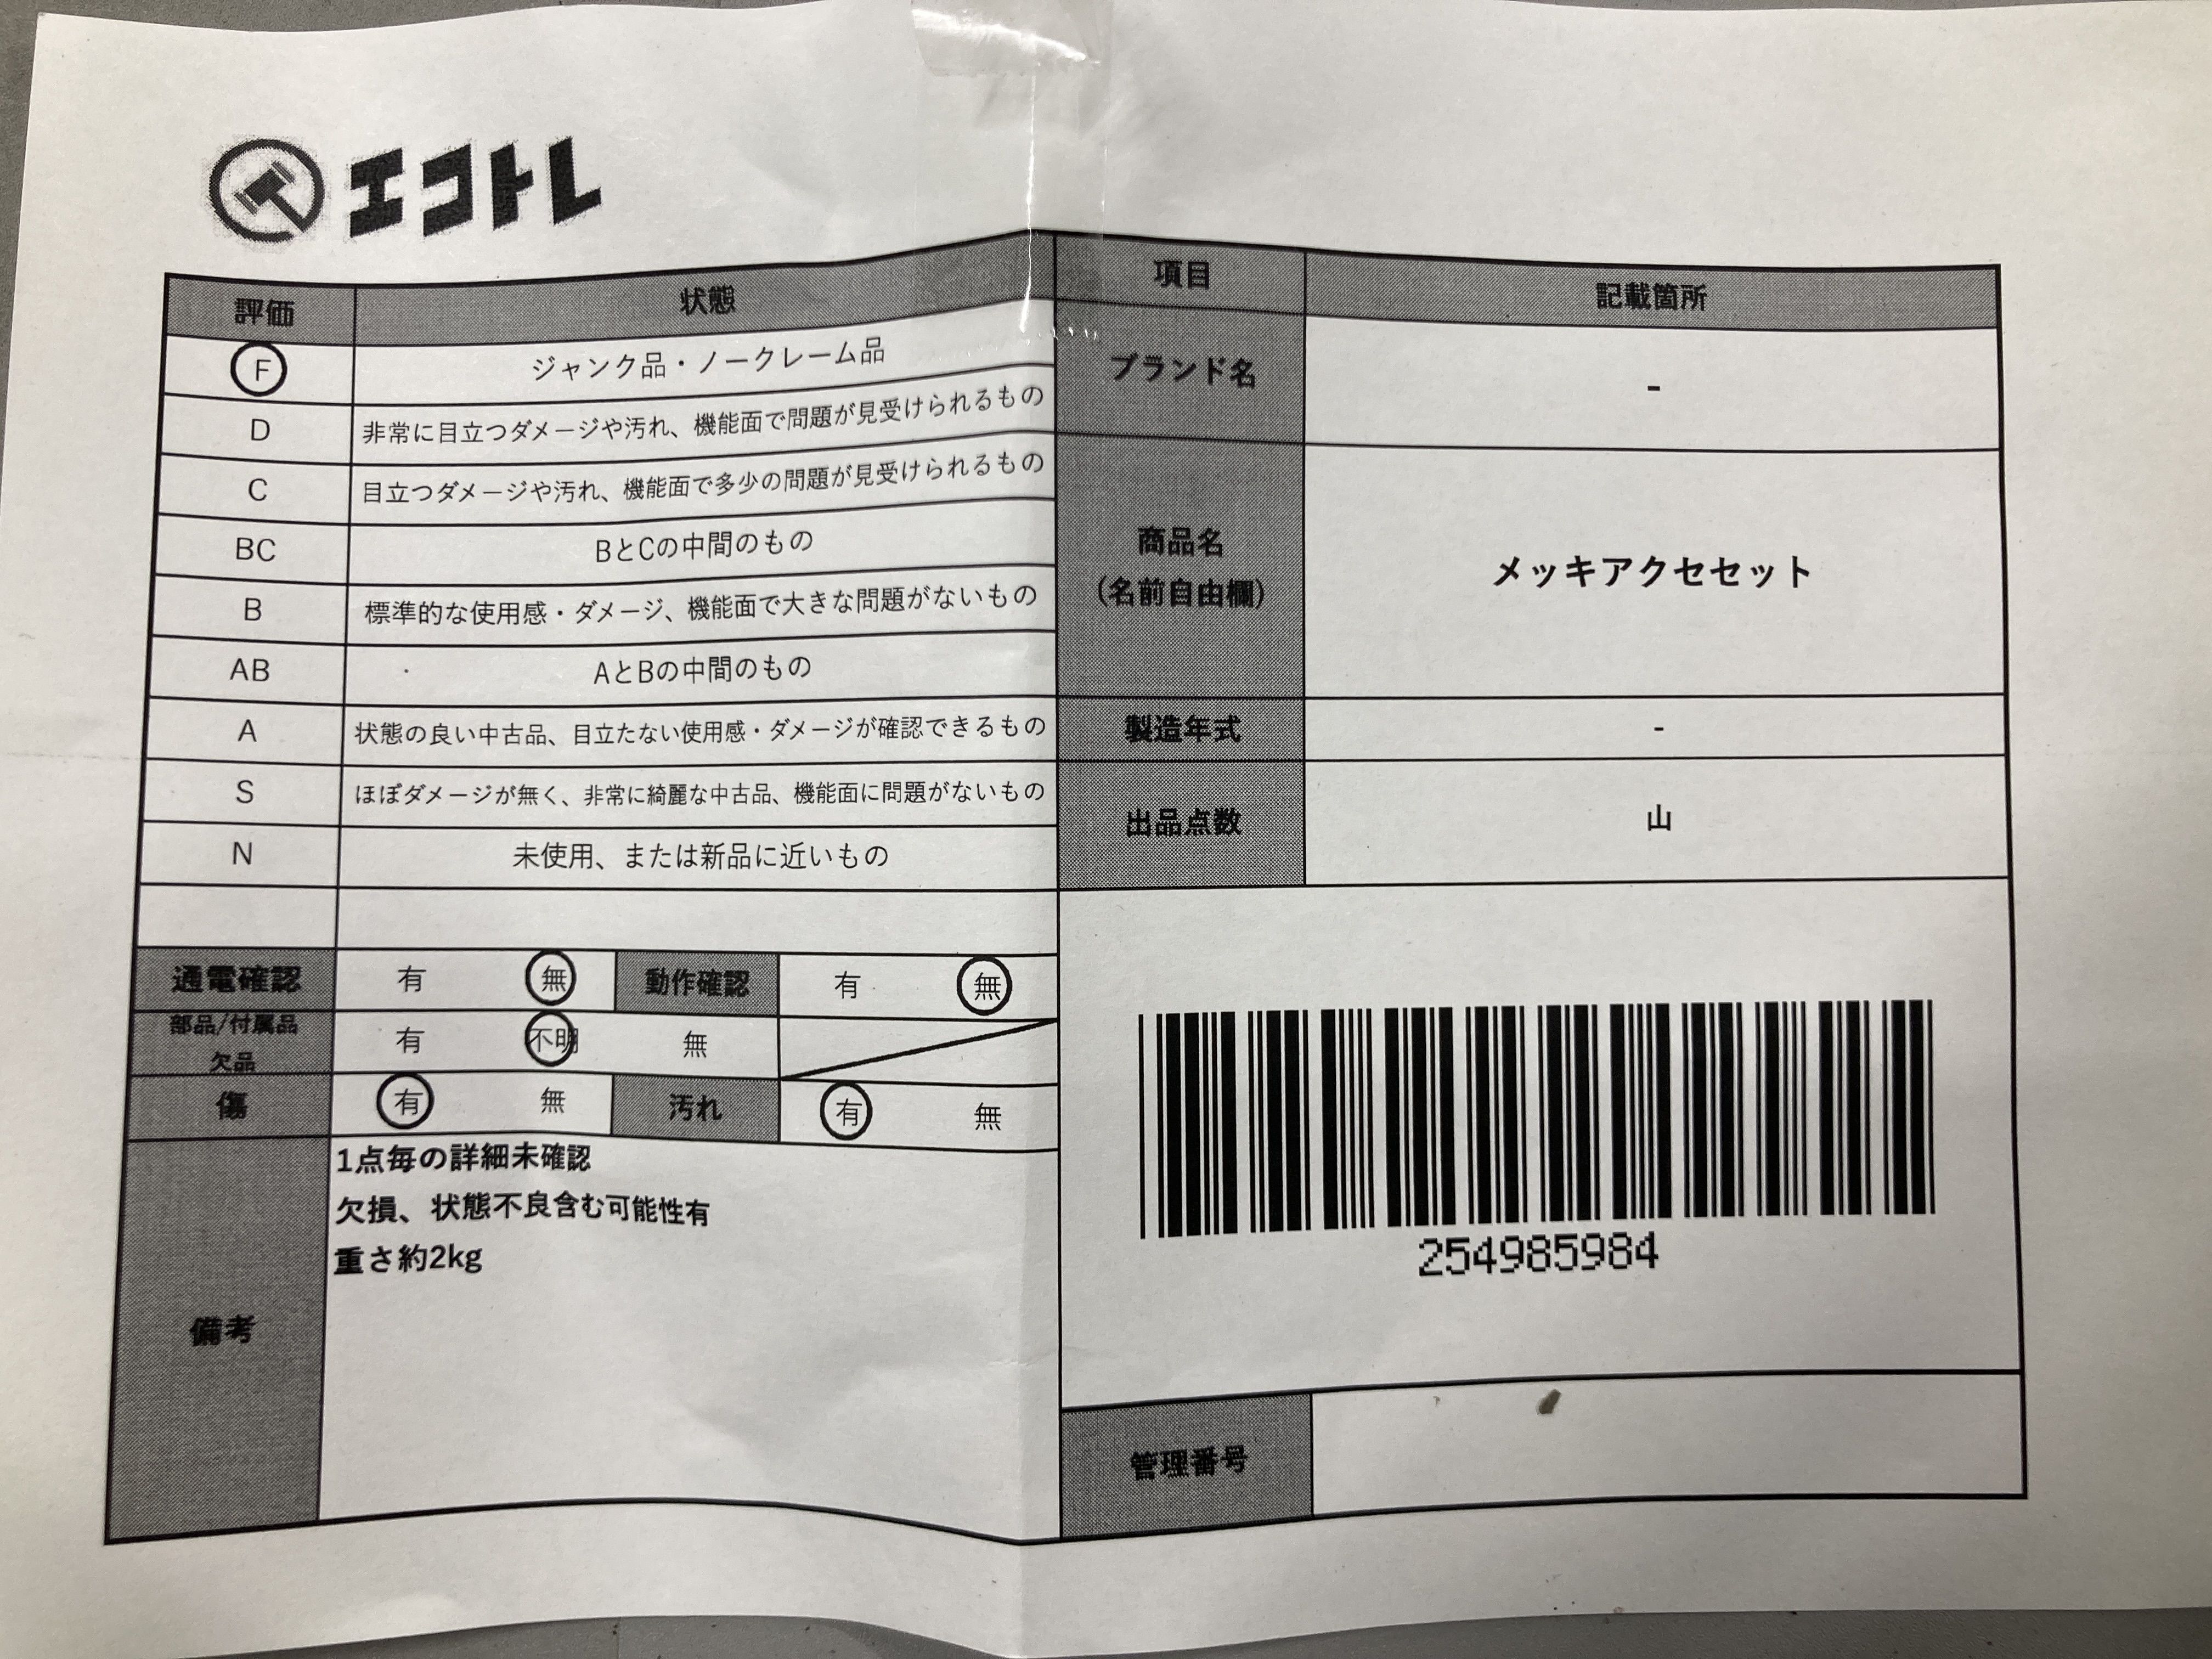 エコトレ
評価 状態
F ジャンク品・ノークレーム品
D 非常に目立つダメージや汚れ、機能面で問題が見受けられるもの
C 目立つダメージや汚れ、機能面で多少の問題が見受けられるもの
BC BとCの中間のもの
B 標準的な使用感・ダメージ、機能面で大きな問題がないもの
AB AとBの中間のもの
A 状態の良い中古品、目立たない使用感・ダメージが確認できるもの
S ほぼダメージが無く、非常に綺麗な中古品、機能面に問題がないもの
N 未使用、または新品に近いもの
通電確認 有 無 動作確認 有 無
部品/付属品
欠品 有 不明 無
傷 有 無 汚れ 有 無
備考
1点毎の詳細未確認
欠損、状態不良含む可能性有
重さ約2kg
項目 記載箇所
ブランド名 -
商品名
(名前自由欄) メッキアクセセット
製造年式 -
出品点数 山
254985984
管理番号